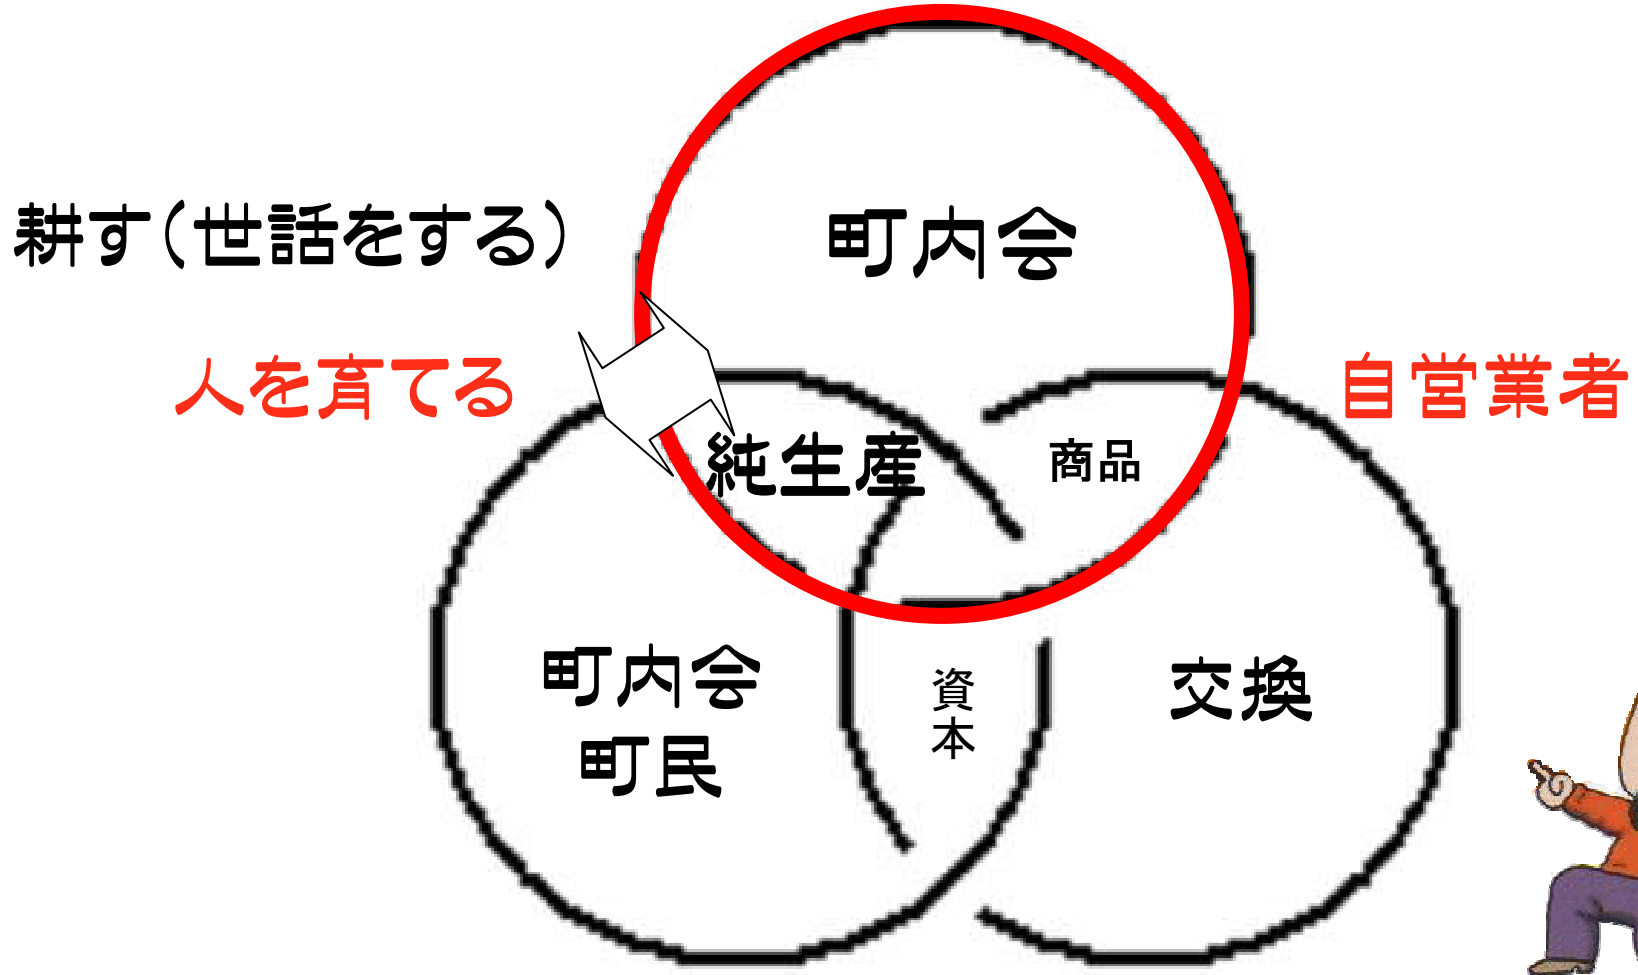 町内会
耕す(世話をする)
人を育てる
自営業者
純生産
商品
町内会
町民
資本
交換